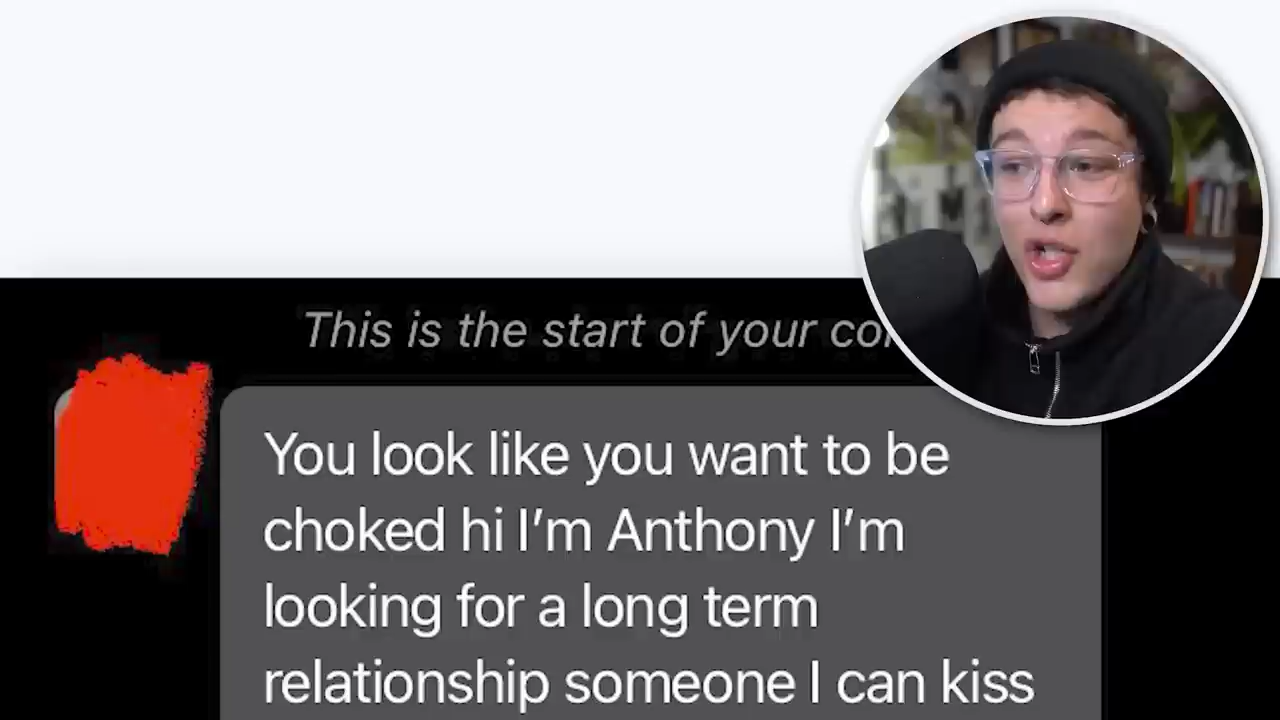 This is the start of your
You look like you want to be
choked hi I'm Anthony I'm
looking for a long term
relationship someone I can kiss